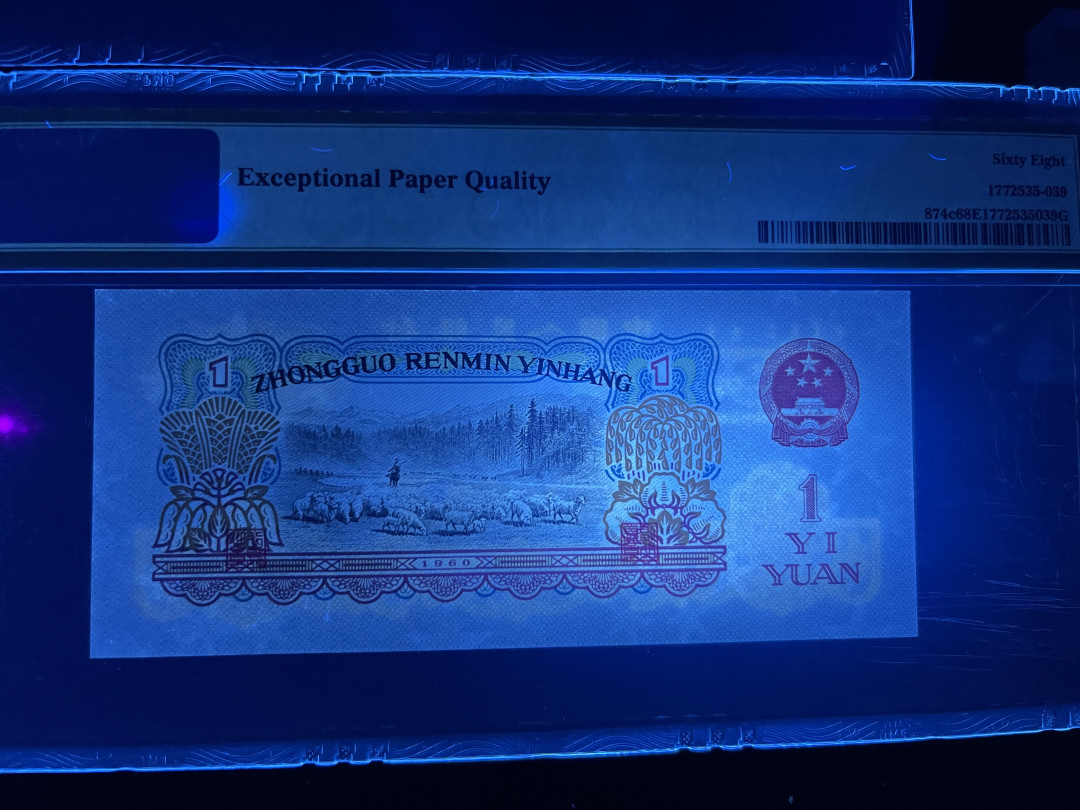 Exceptional Paper Quality
Sixty Eight
1772535-039
874c68E1772535039G
1
ZHONGGUO RENMIN YINHANG
1
1960
1
YI
YUAN